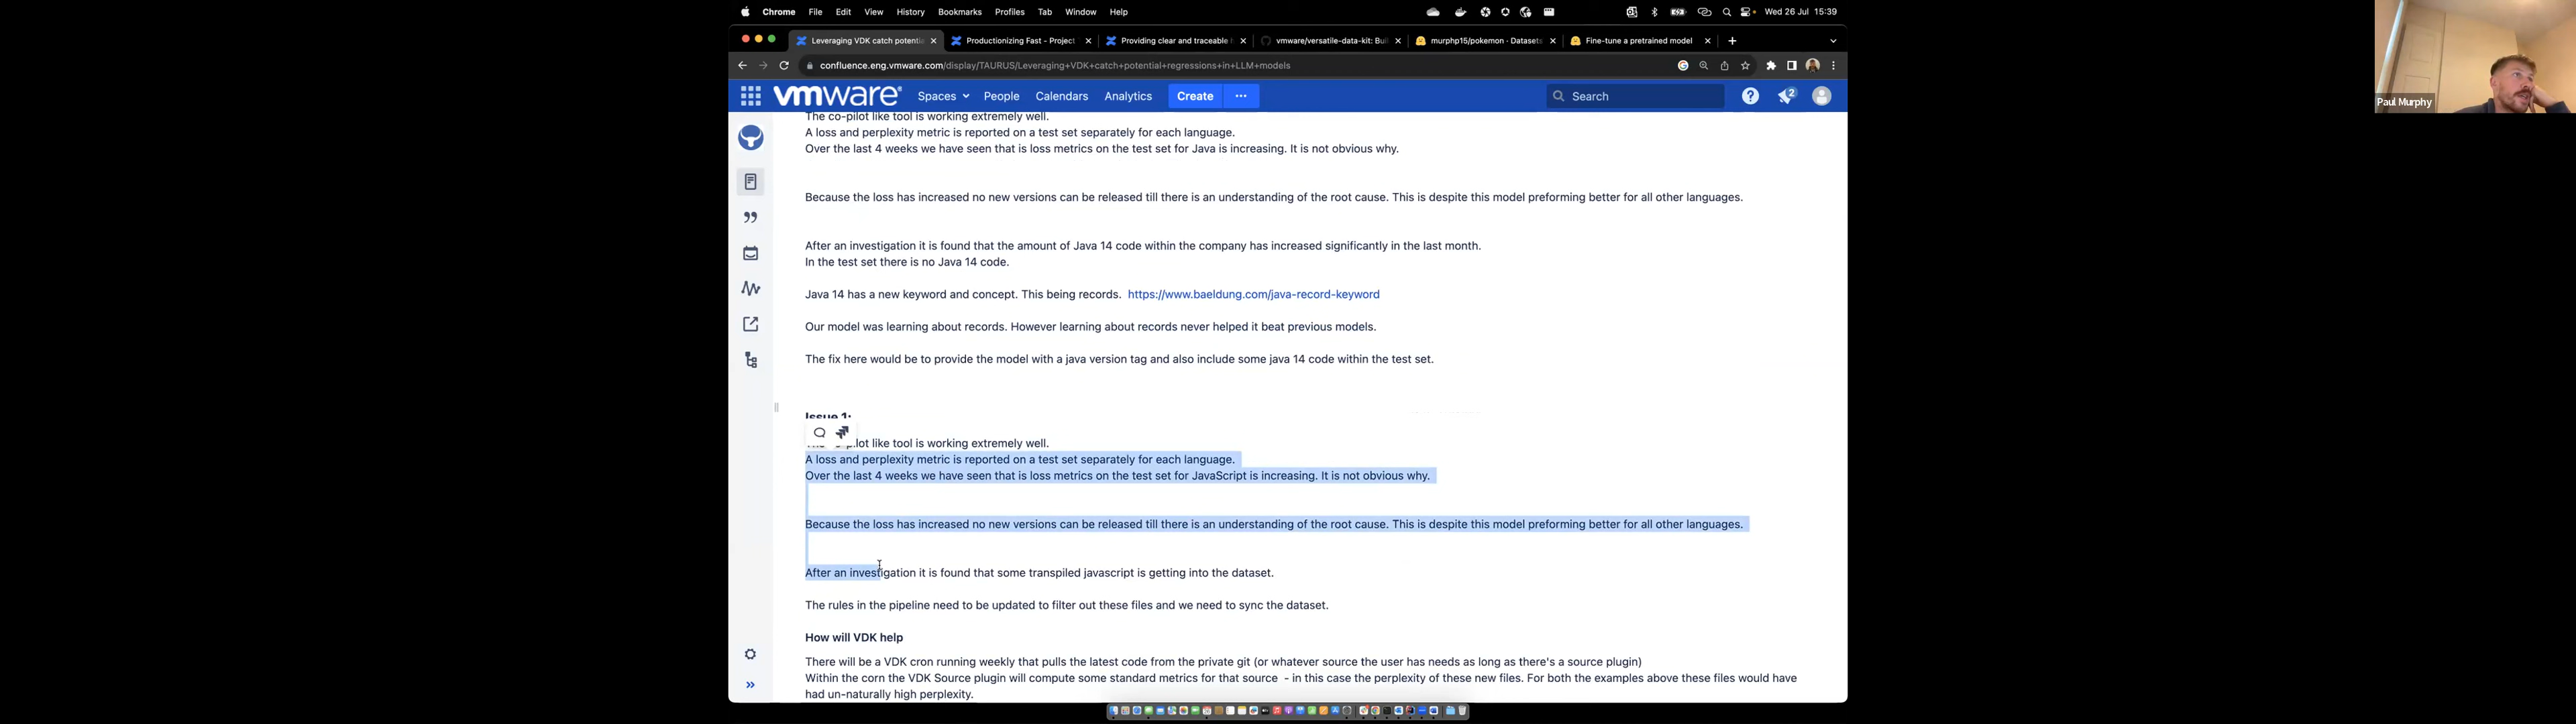 Chrome File Edit View History Bookmarks Profiles Tab Window Help
Wed 26 Jul 15:39
Leveraging VDK catch potentia
Productionizing Fast - Project
Providing clear and traceable
vmware/versatile-data-kit: Bui
murphp15/pokemon · Datasets
Fine-tune a pretrained model
confluence.eng.vmware.com/display/TAURUS/Leveraging+VDK+catch+potential+regressions+in+LLM+models
vmware Spaces People Calendars Analytics Create Search 2
The co-pilot like tool is working extremely well.
A loss and perplexity metric is reported on a test set separately for each language.
Over the last 4 weeks we have seen that is loss metrics on the test set for Java is increasing. It is not obvious why.
Because the loss has increased no new versions can be released till there is an understanding of the root cause. This is despite this model preforming better for all other languages.
After an investigation it is found that the amount of Java 14 code within the company has increased significantly in the last month.
In the test set there is no Java 14 code.
Java 14 has a new keyword and concept. This being records. https://www.baeldung.com/java-record-keyword
Our model was learning about records. However learning about records never helped it beat previous models.
The fix here would be to provide the model with a java version tag and also include some java 14 code within the test set.
Issue 1:
pilot like tool is working extremely well.
A loss and perplexity metric is reported on a test set separately for each language.
Over the last 4 weeks we have seen that is loss metrics on the test set for JavaScript is increasing. It is not obvious why.
Because the loss has increased no new versions can be released till there is an understanding of the root cause. This is despite this model preforming better for all other languages.
After an investigation it is found that some transpiled javascript is getting into the dataset.
The rules in the pipeline need to be updated to filter out these files and we need to sync the dataset.
How will VDK help
There will be a VDK cron running weekly that pulls the latest code from the private git (or whatever source the user has needs as long as there's a source plugin)
Within the corn the VDK Source plugin will compute some standard metrics for that source - in this case the perplexity of these new files. For both the examples above these files would have
had un-naturally high perplexity.
Paul Murphy